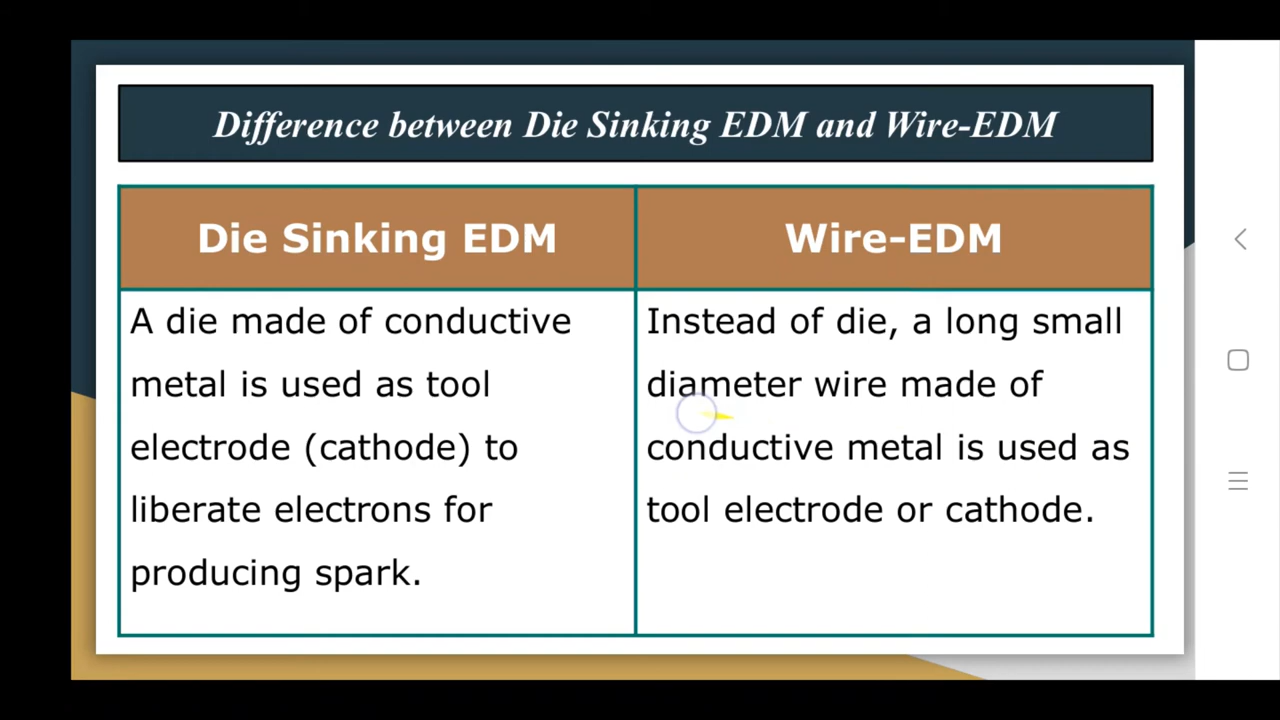 Difference between Die Sinking EDM and Wire-EDM
Die Sinking EDM
Wire-EDM
A die made of conductive
metal is used as tool
electrode (cathode) to
liberate electrons for
producing spark.
Instead of die, a long small
diameter wire made of
conductive metal is used as
tool electrode or cathode.